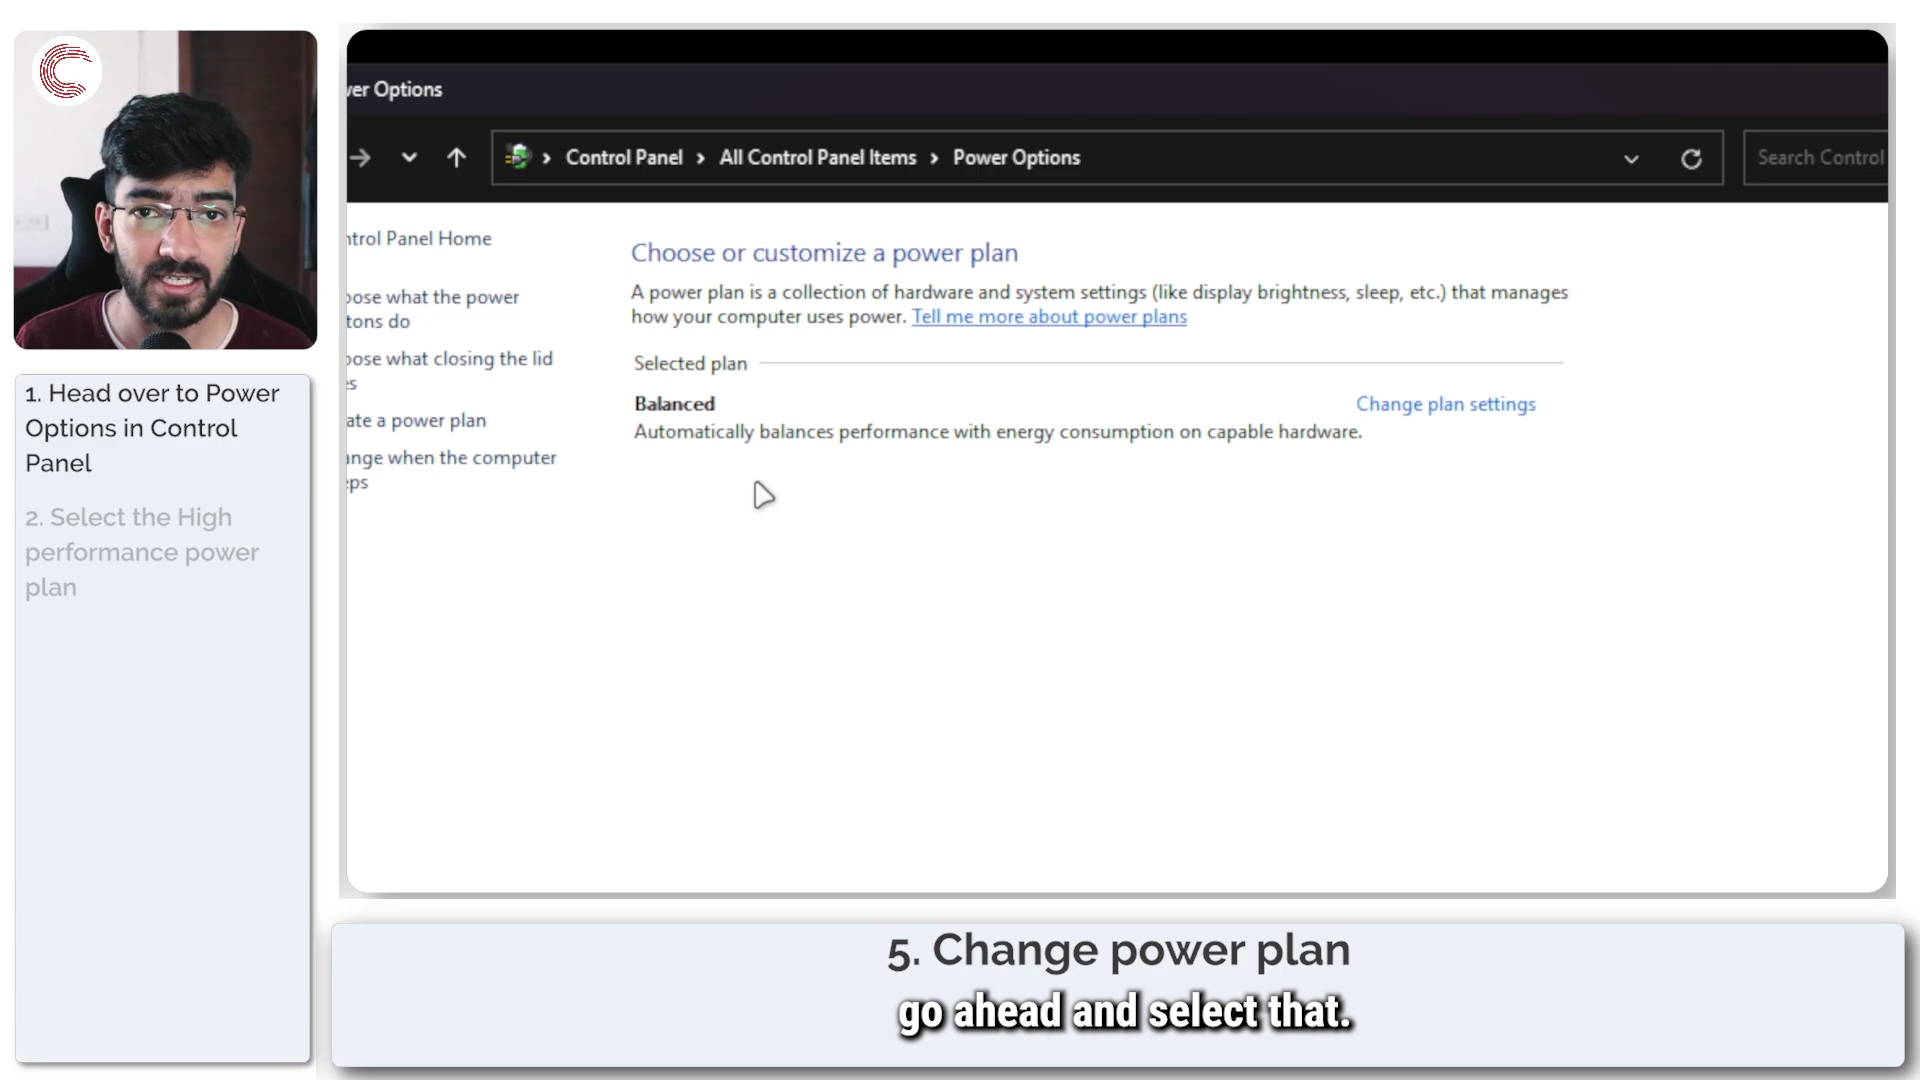 1. Head over to Power
Options in Control
Panel
2. Select the High
performance power
plan
ver Options
Control Panel
All Control Panel Items
Power Options
Search Control
ntrol Panel Home
oose what the power
tons do
oose what closing the lid
es
ate a power plan
ange when the computer
eps
Choose or customize a power plan
A power plan is a collection of hardware and system settings (like display brightness, sleep, etc.) that manages
how your computer uses power. Tell me more about power plans
Selected plan
Balanced
Change plan settings
Automatically balances performance with energy consumption on capable hardware.
5. Change power plan
go ahead and select that.